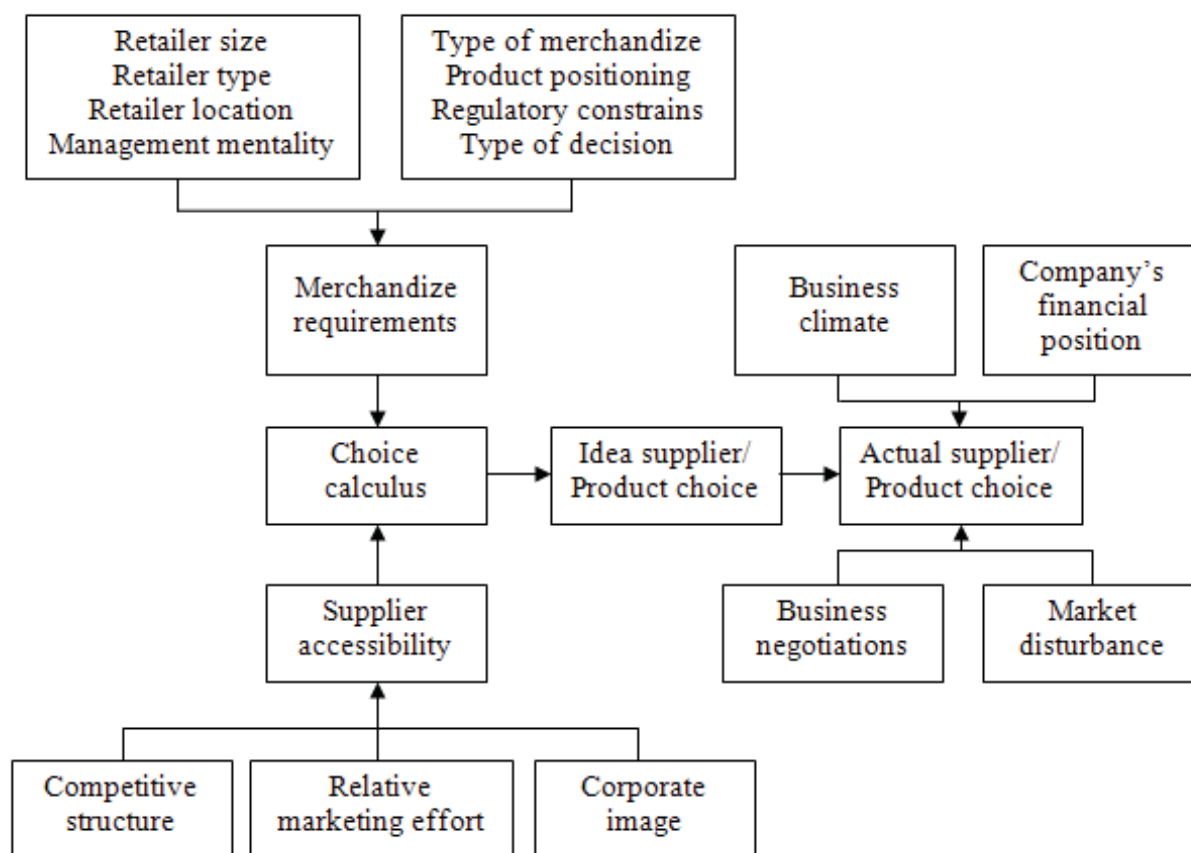 Retailer size
Retailer type
Retailer location
Management mentality
Type of merchandize
Product positioning
Regulatory constrains
Type of decision
Merchandize
requirements
Business
climate
Company’s
financial
position
Choice
calculus
Idea supplier/
Product choice
Actual supplier/
Product choice
Supplier
accessibility
Business
negotiations
Market
disturbance
Competitive
structure
Relative
marketing effort
Corporate
image